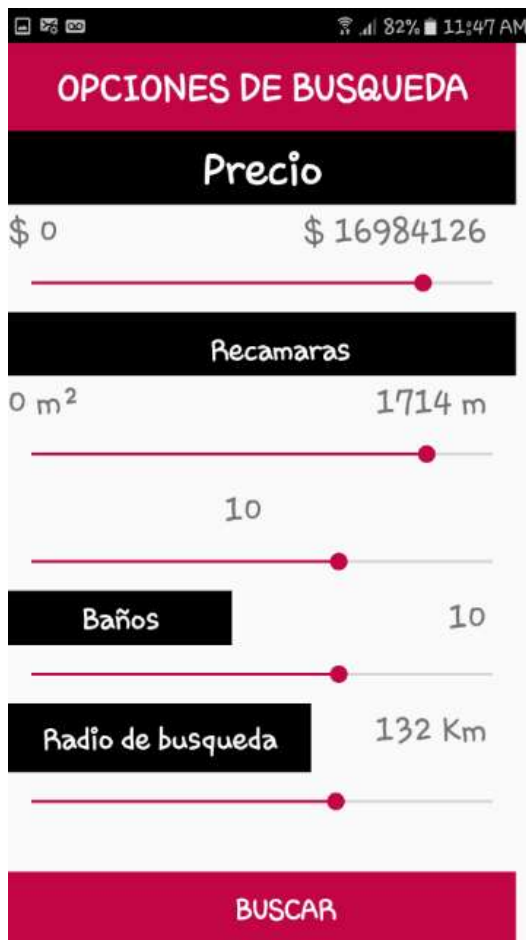 82% 11:47 AM
OPCIONES DE BUSQUEDA
Precio
$ 0 $ 16984126
Recamaras
0 m² 1714 m
10
Baños 10
Radio de busqueda 132 Km
BUSCAR